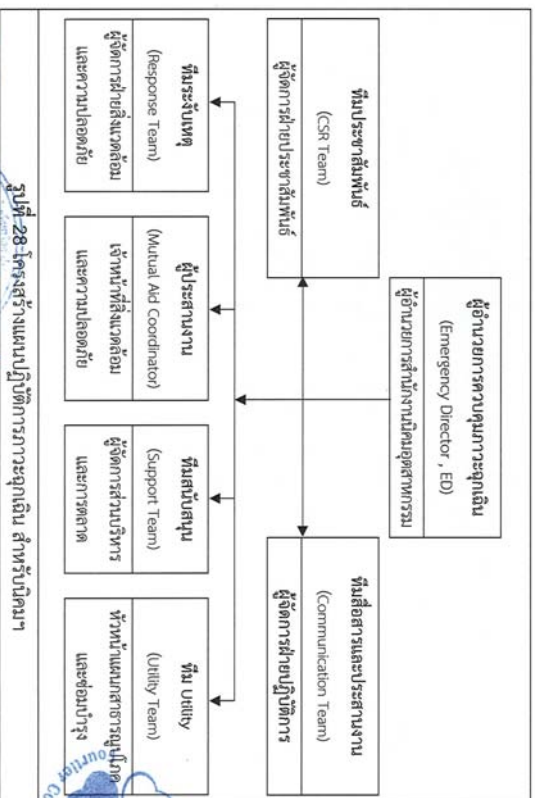 ผู้อำนวยการควบคุมภาวะฉุกเฉิน
(Emergency Director , ED)
ผู้อำนวยการสำนักงานนิคมอุตสาหกรรม
ทีมประชาสัมพันธ์
(CSR Team)
ผู้จัดการฝ่ายประชาสัมพันธ์
ทีมสื่อสารและประสานงาน
(Communication Team)
ผู้จัดการฝ่ายปฏิบัติการ
ทีมระงับเหตุ
(Response Team)
ผู้จัดการฝ่ายสิ่งแวดล้อม
และความปลอดภัย
ผู้ประสานงาน
(Mutual Aid Coordinator)
เจ้าหน้าที่สิ่งแวดล้อม
และความปลอดภัย
ทีมสนับสนุน
(Support Team)
ผู้จัดการส่วนบริหาร
และการตลาด
ทีม Utility
(Utility Team)
หัวหน้าแผนกสาธารณูปโภค
และซ่อมบำรุง
รูปที่ 28 โครงสร้างแผนปฏิบัติการภาวะฉุกเฉิน สำหรับนิคมฯ